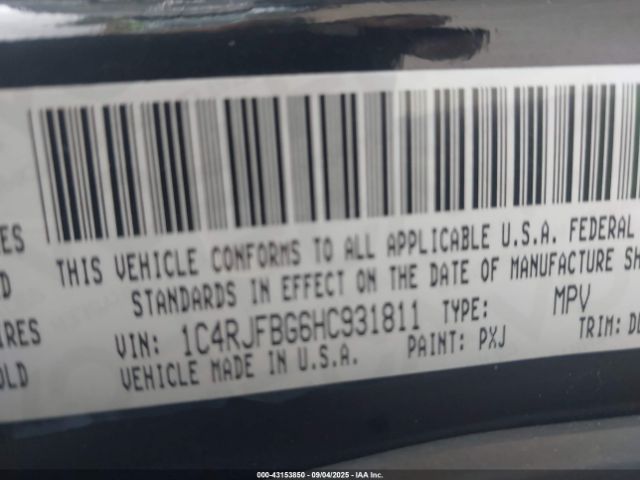 THIS VEHICLE CONFORMS TO ALL APPLICABLE U.S.A. FEDERAL
STANDARDS IN EFFECT ON THE DATE OF MANUFACTURE SH
VIN: 1C4RJFBG6HC931811 TYPE: MPV
VEHICLE MADE IN U.S.A. PAINT: PXJ TRIM: DL
ES
D
IRES
OLD
000-43153850 - 09/04/2025 - IAA Inc.